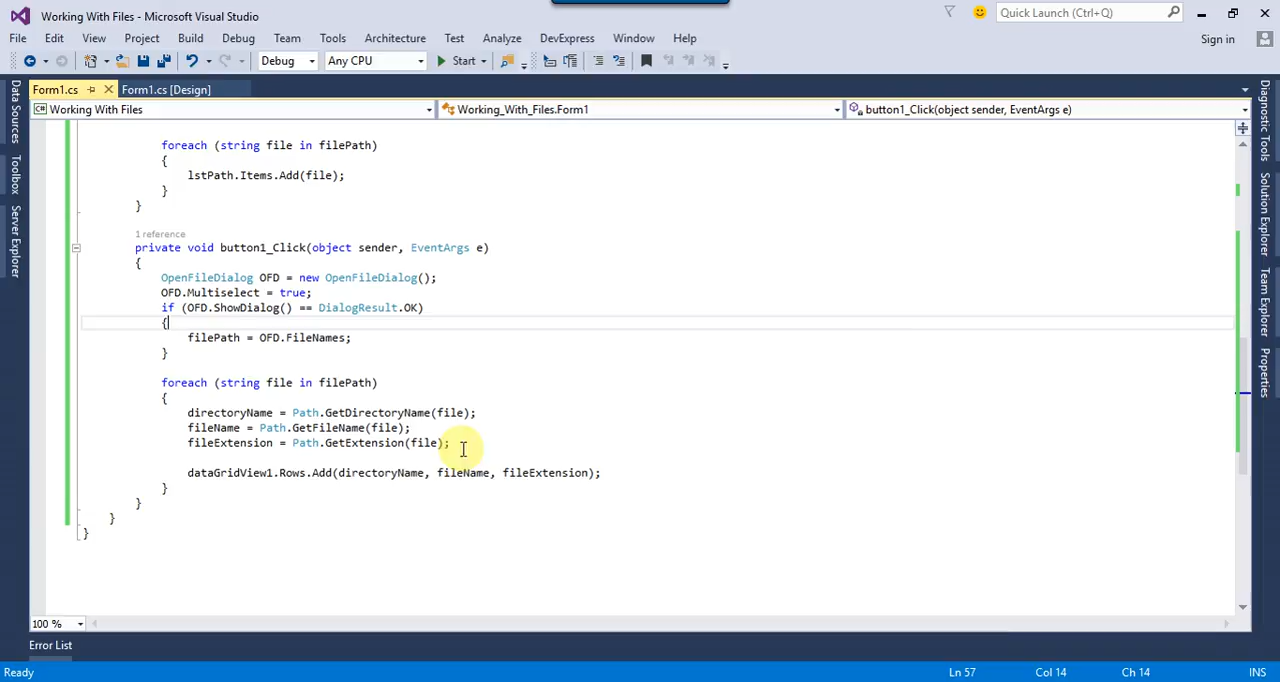 Working With Files - Microsoft Visual Studio
Quick Launch (Ctrl+Q)
File Edit View Project Build Debug Team Tools Architecture Test Analyze DevExpress Window Help
Sign in
Debug Any CPU Start
Form1.cs Form1.cs [Design]
Working With Files Working_With_Files.Form1 button1_Click(object sender, EventArgs e)
Data Sources
Toolbox
Server Explorer
foreach (string file in filePath)
{
lstPath.Items.Add(file);
}
}
1 reference
private void button1_Click(object sender, EventArgs e)
{
OpenFileDialog OFD = new OpenFileDialog();
OFD.Multiselect = true;
if (OFD.ShowDialog() == DialogResult.OK)
{
filePath = OFD.FileNames;
}
foreach (string file in filePath)
{
directoryName = Path.GetDirectoryName(file);
fileName = Path.GetFileName(file);
fileExtension = Path.GetExtension(file);
dataGridView1.Rows.Add(directoryName, fileName, fileExtension);
}
}
}
}
Diagnostic Tools
Solution Explorer
Team Explorer
Properties
100 %
Error List
Ready Ln 57 Col 14 Ch 14 INS